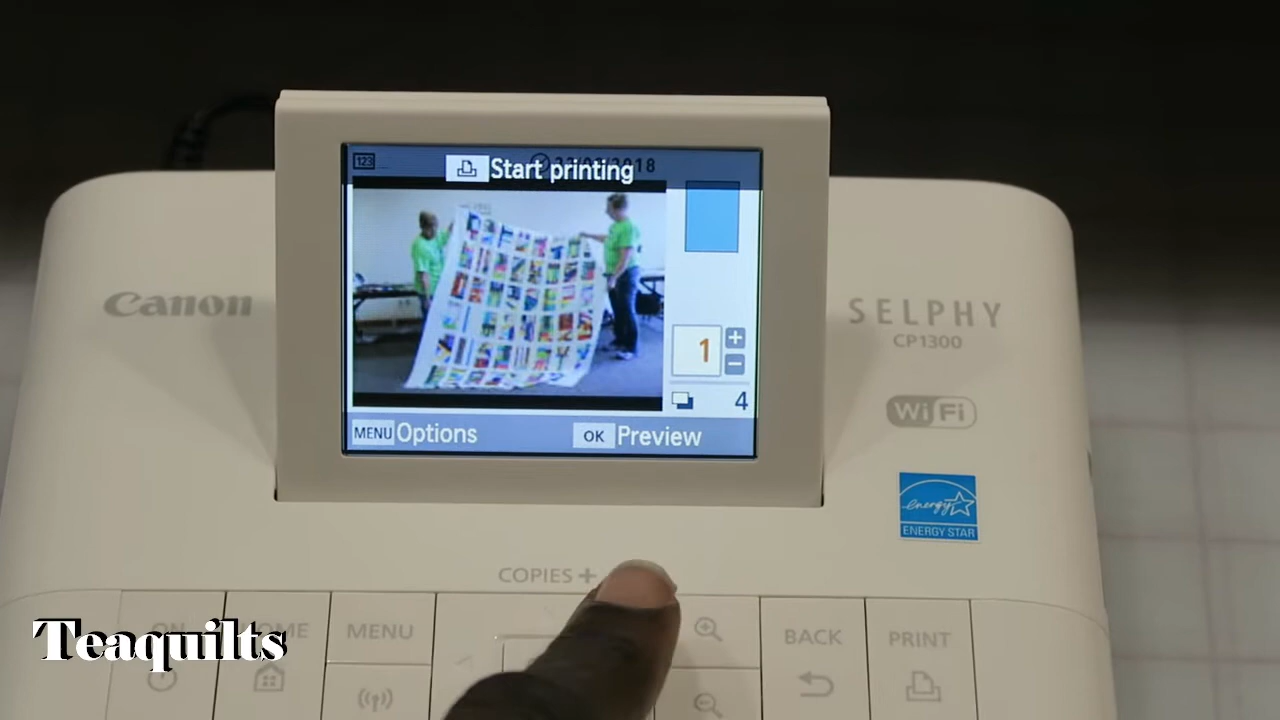 123
Start printing
1 +
−
4
MENU Options
OK Preview
Canon
SELPHY
CP1300
WiFi
energy
ENERGY STAR
COPIES +
MENU
BACK
PRINT
Teaquilts